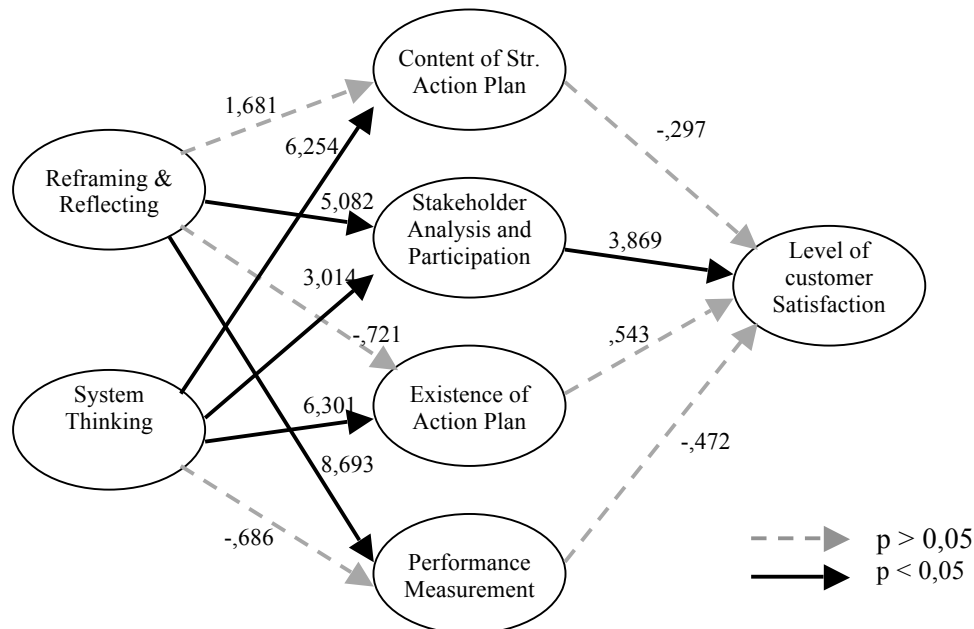 Content of Str.
Action Plan
1,681
-,297
6,254
Reframing &
Reflecting
5,082
Stakeholder
Analysis and
Participation
3,869
Level of
customer
Satisfaction
3,014
-,721
,543
System
Thinking
6,301
Existence of
Action Plan
-,472
8,693
-,686
Performance
Measurement
p > 0,05
p < 0,05